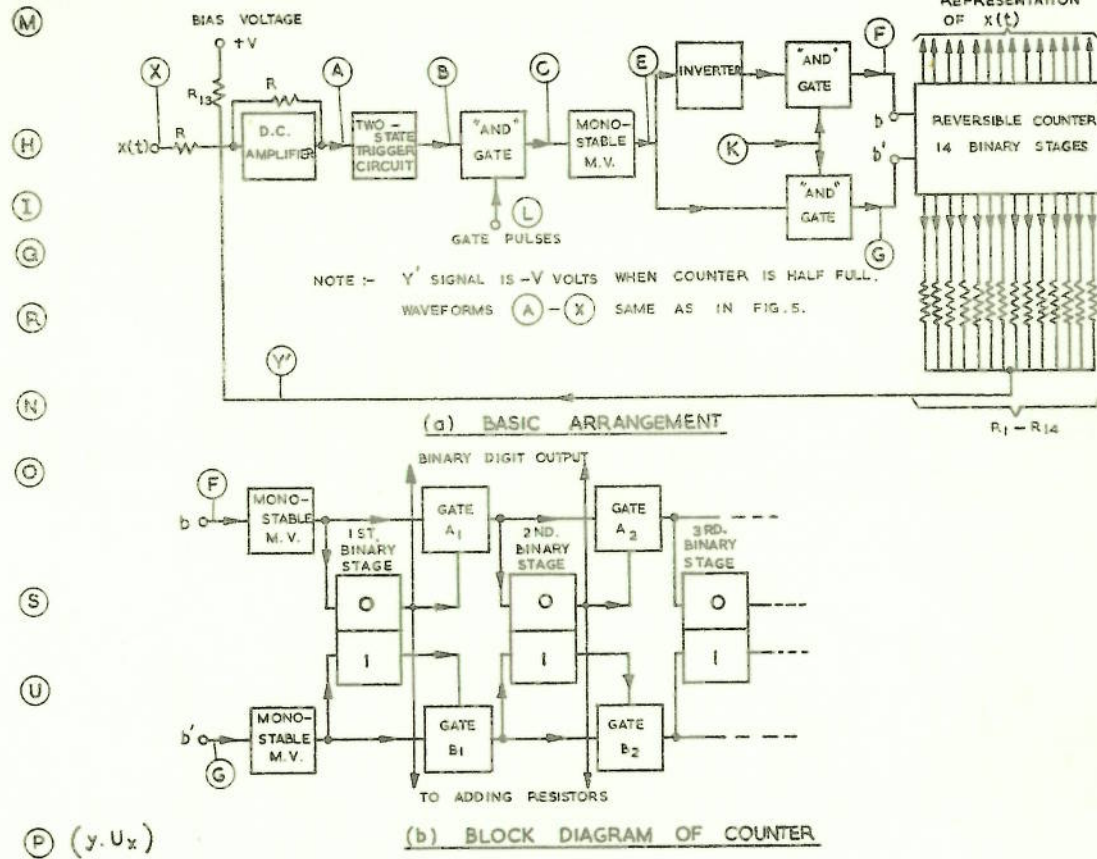 REPRESENTATION
OF x(t)
M
BIAS VOLTAGE
+V
X
R13
R
A
B
C
E
F
INVERTER
"AND"
GATE
b
x(t)
R
D.C.
AMPLIFIER
TWO-
STATE
TRIGGER
CIRCUIT
"AND"
GATE
MONO-
STABLE
M.V.
K
REVERSIBLE COUNTER
14 BINARY STAGES
H
b'
"AND"
GATE
I
L
GATE PULSES
G
Q
NOTE :- Y' SIGNAL IS -V VOLTS WHEN COUNTER IS HALF FULL.
WAVEFORMS A - X SAME AS IN FIG. 5.
R
Y'
N
(a) BASIC ARRANGEMENT
R1 - R14
O
BINARY DIGIT OUTPUT
F
b
MONO-
STABLE
M.V.
GATE
A1
GATE
A2
1ST.
BINARY
STAGE
2ND.
BINARY
STAGE
3RD.
BINARY
STAGE
S
O
O
O
I
I
I
U
b'
G
MONO-
STABLE
M.V.
GATE
B1
GATE
B2
TO ADDING RESISTORS
P (y.Ux)
(b) BLOCK DIAGRAM OF COUNTER